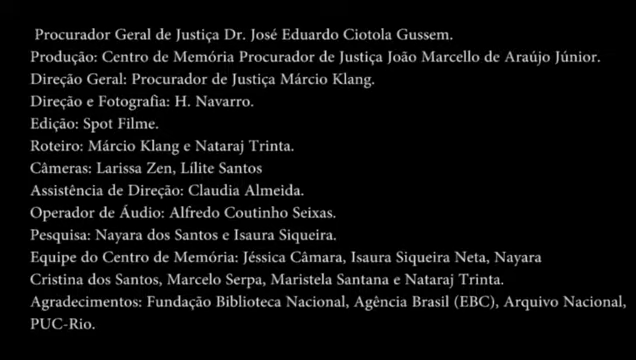 Procurador Geral de Justiça Dr. José Eduardo Ciotola Gussem.
Produção: Centro de Memória Procurador de Justiça João Marcello de Araújo Júnior.
Direção Geral: Procurador de Justiça Márcio Klang.
Direção e Fotografia: H. Navarro.
Edição: Spot Filme.
Roteiro: Márcio Klang e Nataraj Trinta.
Câmeras: Larissa Zen, Lílite Santos
Assistência de Direção: Claudia Almeida.
Operador de Áudio: Alfredo Coutinho Seixas.
Pesquisa: Nayara dos Santos e Isaura Siqueira.
Equipe do Centro de Memória: Jéssica Câmara, Isaura Siqueira Neta, Nayara
Cristina dos Santos, Marcelo Serpa, Maristela Santana e Nataraj Trinta.
Agradecimentos: Fundação Biblioteca Nacional, Agência Brasil (EBC), Arquivo Nacional,
PUC-Rio.